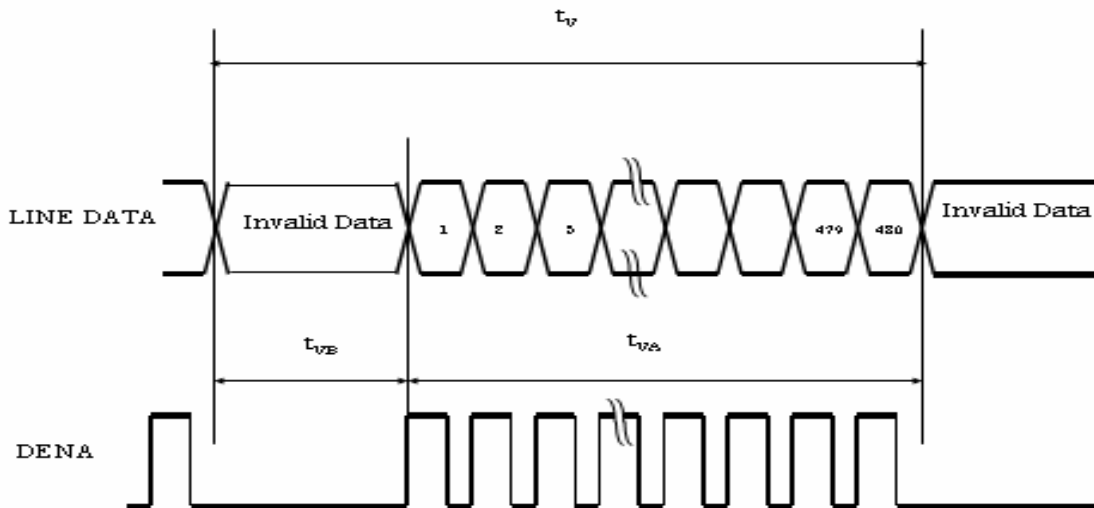 tV
LINE DATA
Invalid Data
1
2
3
479
480
Invalid Data
tVB
tVA
DENA